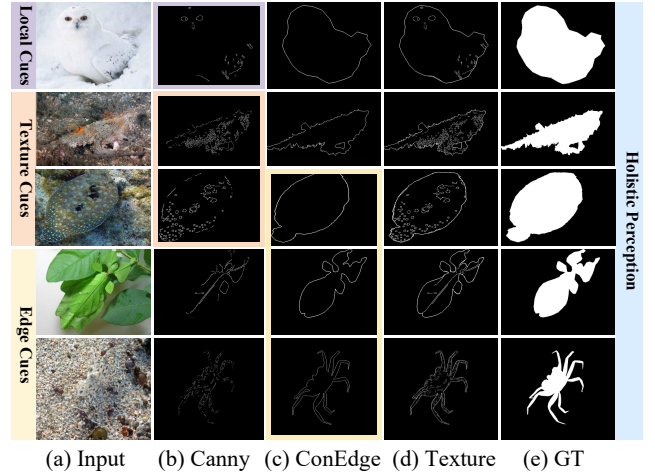 Local Cues
Texture Cues
Edge Cues
Holistic Perception
(a) Input (b) Canny (c) ConEdge (d) Texture (e) GT